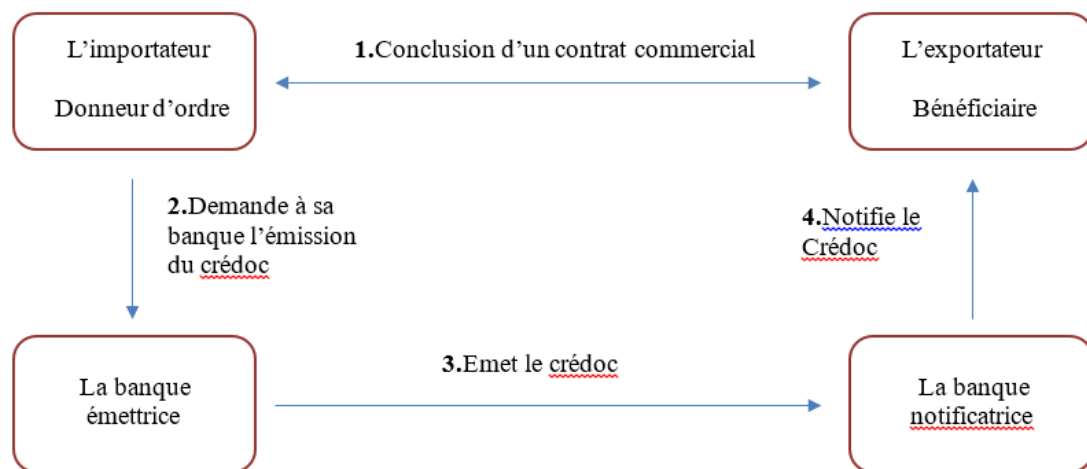 L’importateur
Donneur d’ordre
1.Conclusion d’un contrat commercial
L’exportateur
Bénéficiaire
2.Demande à sa
banque l’émission
du crédoc
4.Notifie le
Crédoc
La banque
émettrice
3.Emet le crédoc
La banque
notificatrice